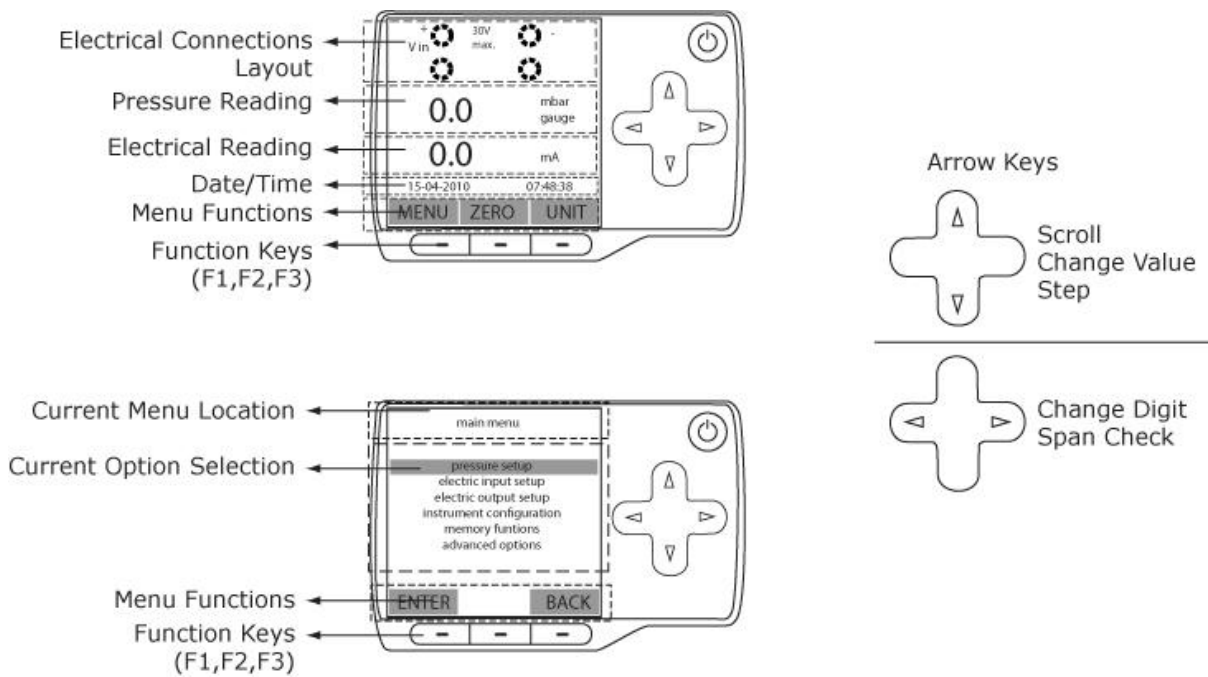 Electrical Connections
Layout
Pressure Reading
Electrical Reading
Date/Time
Menu Functions
Function Keys
(F1,F2,F3)
+ 30V -
V in max.
0.0 mbar
gauge
0.0 mA
15-04-2010 07:48:38
MENU ZERO UNIT
Arrow Keys
Scroll
Change Value
Step
Change Digit
Span Check
Current Menu Location
Current Option Selection
Menu Functions
Function Keys
(F1,F2,F3)
main menu
pressure setup
electric input setup
electric output setup
instrument configuration
memory funtions
advanced options
ENTER BACK